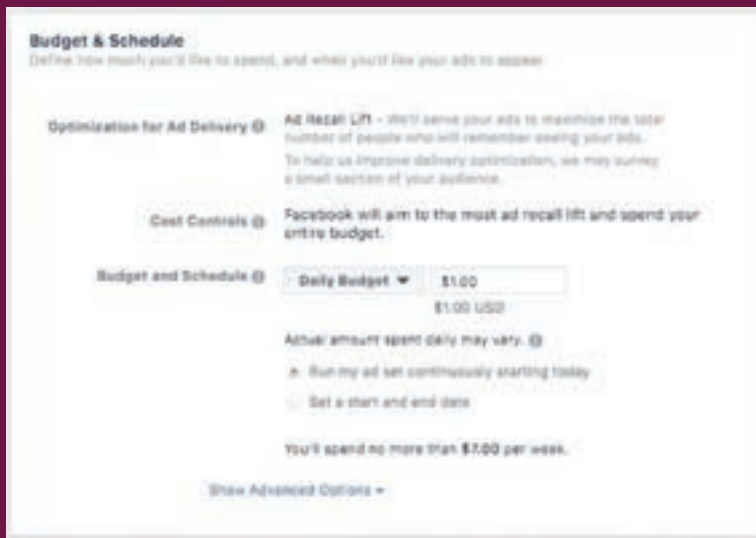 Budget & Schedule
Define how much you'd like to spend, and when you'd like your ads to appear.
Optimization for Ad Delivery
Ad Recall Lift - We'll serve your ads to maximize the total
number of people who will remember seeing your ads.
To help us improve delivery optimization, we may survey
a small section of your audience.
Cost Controls
Facebook will aim to the most ad recall lift and spend your
entire budget.
Budget and Schedule
Daily Budget
$1.00
$1.00 USD
Actual amount spent daily may vary.
Run my ad set continuously starting today
Set a start and end date
You'll spend no more than $7.00 per week.
Show Advanced Options